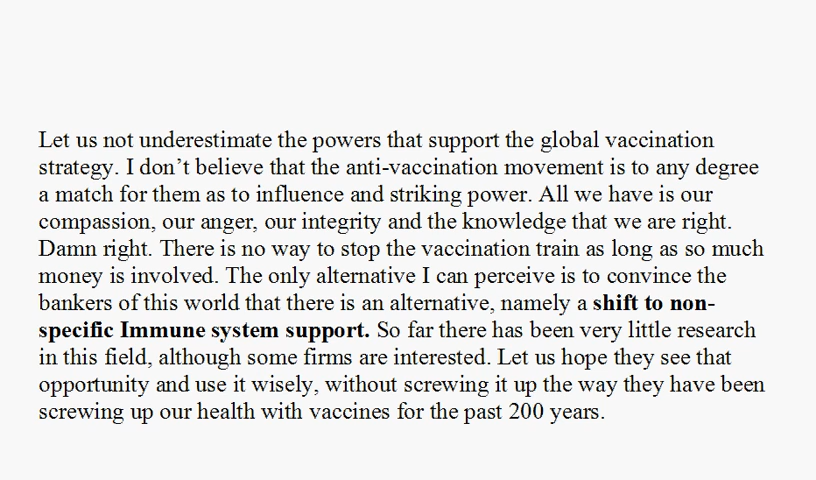 Let us not underestimate the powers that support the global vaccination
strategy. I don’t believe that the anti-vaccination movement is to any degree
a match for them as to influence and striking power. All we have is our
compassion, our anger, our integrity and the knowledge that we are right.
Damn right. There is no way to stop the vaccination train as long as so much
money is involved. The only alternative I can perceive is to convince the
bankers of this world that there is an alternative, namely a shift to non-
specific Immune system support. So far there has been very little research
in this field, although some firms are interested. Let us hope they see that
opportunity and use it wisely, without screwing it up the way they have been
screwing up our health with vaccines for the past 200 years.